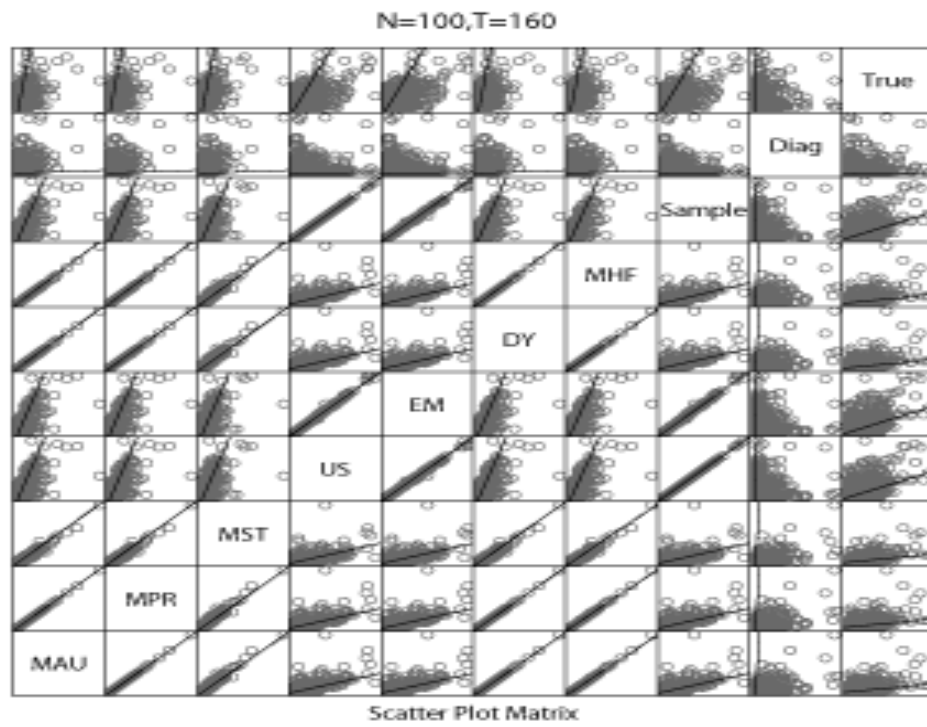 N=100,T=160
True
Diag
Sample
MHF
DY
EM
US
MST
MPR
MAU
Scatter Plot Matrix